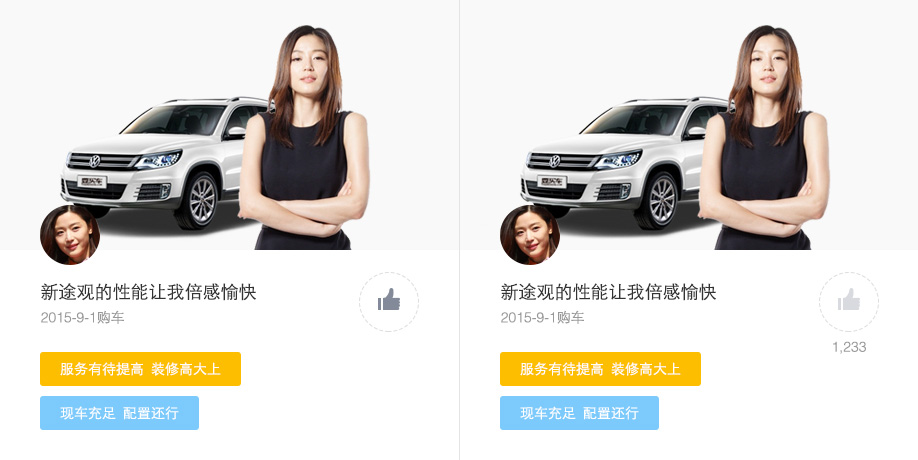 新途观的性能让我倍感愉快
2015-9-1购车
服务有待提高 装修高大上
现车充足 配置还行
新途观的性能让我倍感愉快
2015-9-1购车
1,233
服务有待提高 装修高大上
现车充足 配置还行